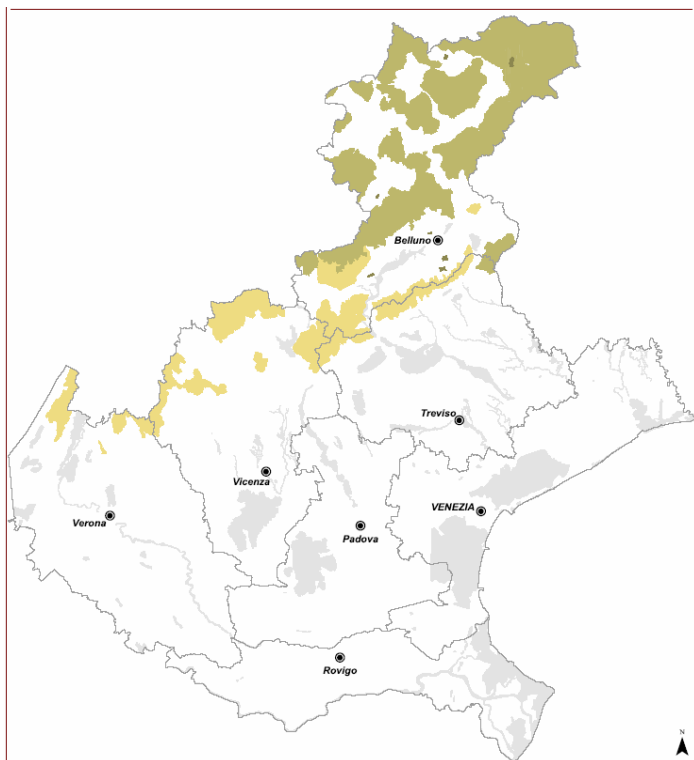 Belluno
Treviso
Vicenza
VENEZIA
Verona
Padova
Rovigo
N